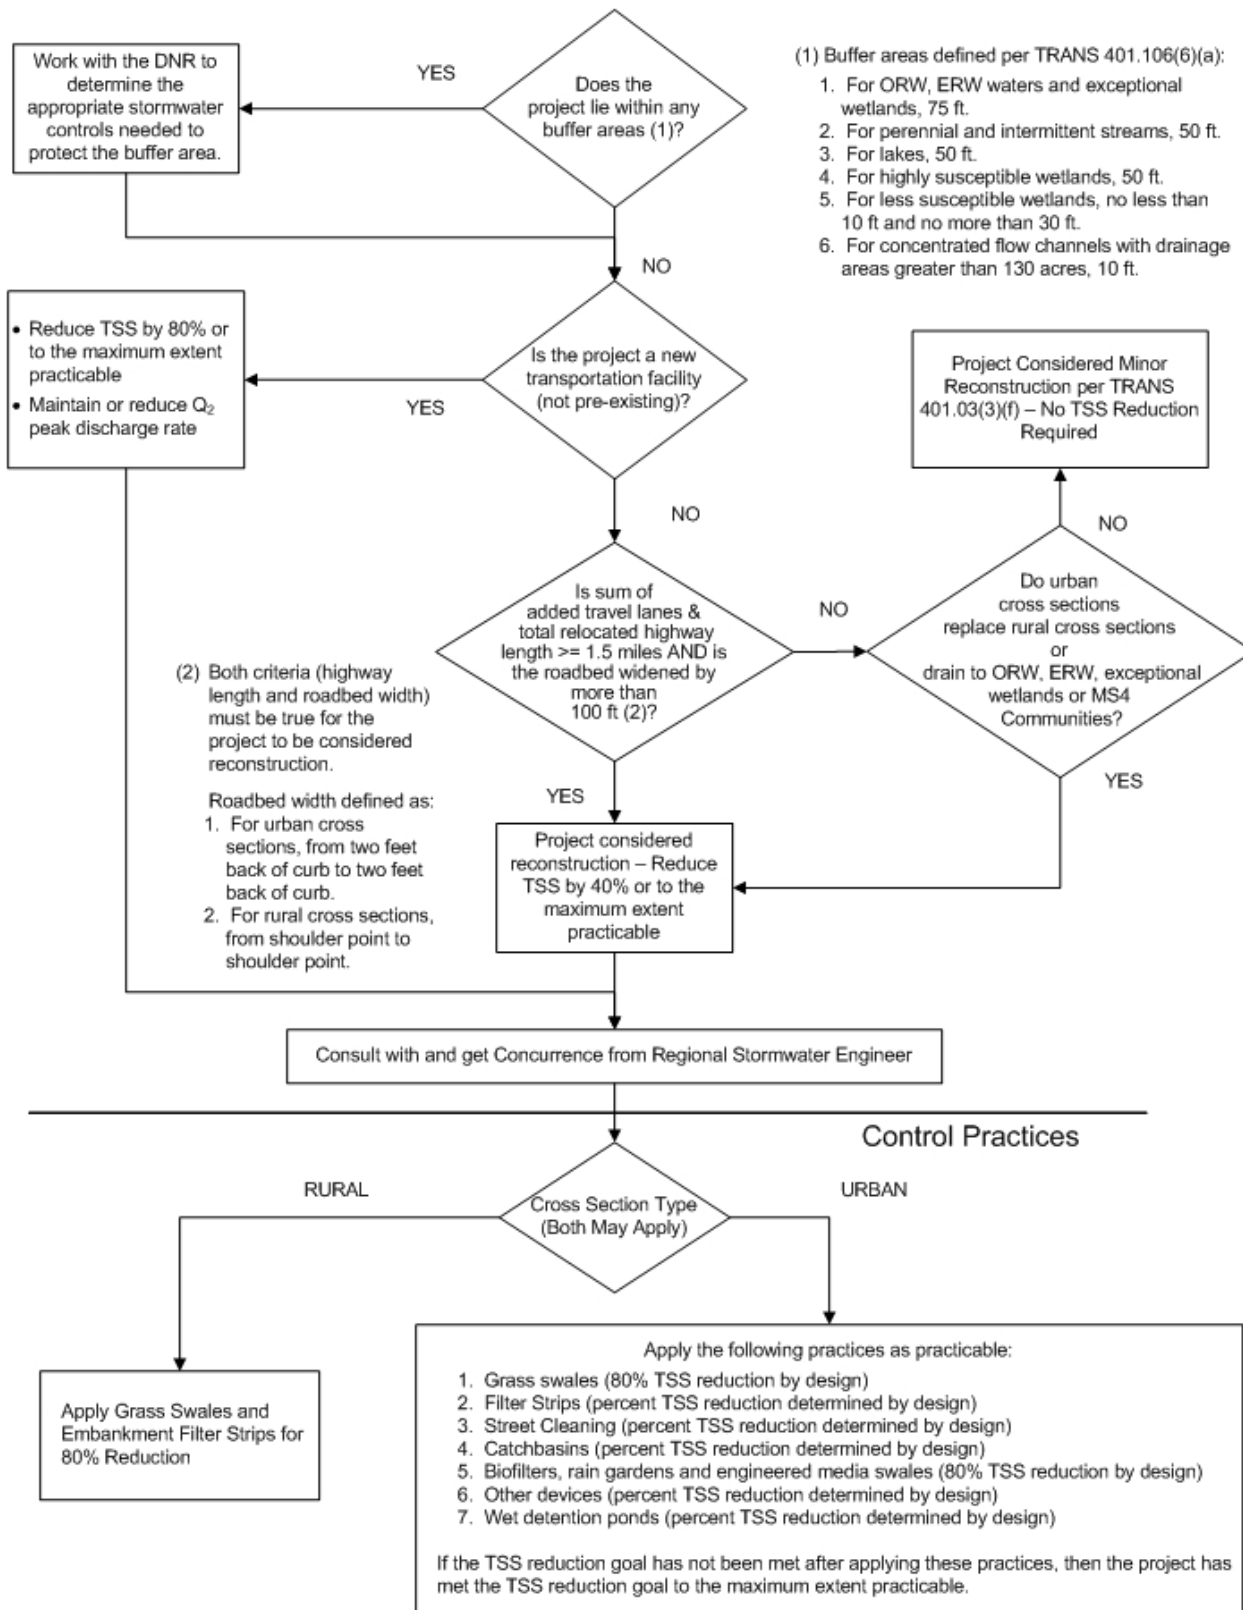 Work with the DNR to
determine the
appropriate stormwater
controls needed to
protect the buffer area.
YES
Does the
project lie within any
buffer areas (1)?
(1) Buffer areas defined per TRANS 401.106(6)(a):
1. For ORW, ERW waters and exceptional
wetlands, 75 ft.
2. For perennial and intermittent streams, 50 ft.
3. For lakes, 50 ft.
4. For highly susceptible wetlands, 50 ft.
5. For less susceptible wetlands, no less than
10 ft and no more than 30 ft.
6. For concentrated flow channels with drainage
areas greater than 130 acres, 10 ft.
NO
• Reduce TSS by 80% or
to the maximum extent
practicable
• Maintain or reduce Q₂
peak discharge rate
YES
Is the project a new
transportation facility
(not pre-existing)?
Project Considered Minor
Reconstruction per TRANS
401.03(3)(f) – No TSS Reduction
Required
NO
NO
Is sum of
added travel lanes &
total relocated highway
length >= 1.5 miles AND is
the roadbed widened by
more than
100 ft (2)?
NO
Do urban
cross sections
replace rural cross sections
or
drain to ORW, ERW, exceptional
wetlands or MS4
Communities?
(2) Both criteria (highway
length and roadbed width)
must be true for the
project to be considered
reconstruction.
Roadbed width defined as:
1. For urban cross
sections, from two feet
back of curb to two feet
back of curb.
2. For rural cross sections,
from shoulder point to
shoulder point.
YES
YES
Project considered
reconstruction – Reduce
TSS by 40% or to the
maximum extent
practicable
Consult with and get Concurrence from Regional Stormwater Engineer
Control Practices
RURAL
Cross Section Type
(Both May Apply)
URBAN
Apply Grass Swales and
Embankment Filter Strips for
80% Reduction
Apply the following practices as practicable:
1. Grass swales (80% TSS reduction by design)
2. Filter Strips (percent TSS reduction determined by design)
3. Street Cleaning (percent TSS reduction determined by design)
4. Catchbasins (percent TSS reduction determined by design)
5. Biofilters, rain gardens and engineered media swales (80% TSS reduction by design)
6. Other devices (percent TSS reduction determined by design)
7. Wet detention ponds (percent TSS reduction determined by design)
If the TSS reduction goal has not been met after applying these practices, then the project has
met the TSS reduction goal to the maximum extent practicable.